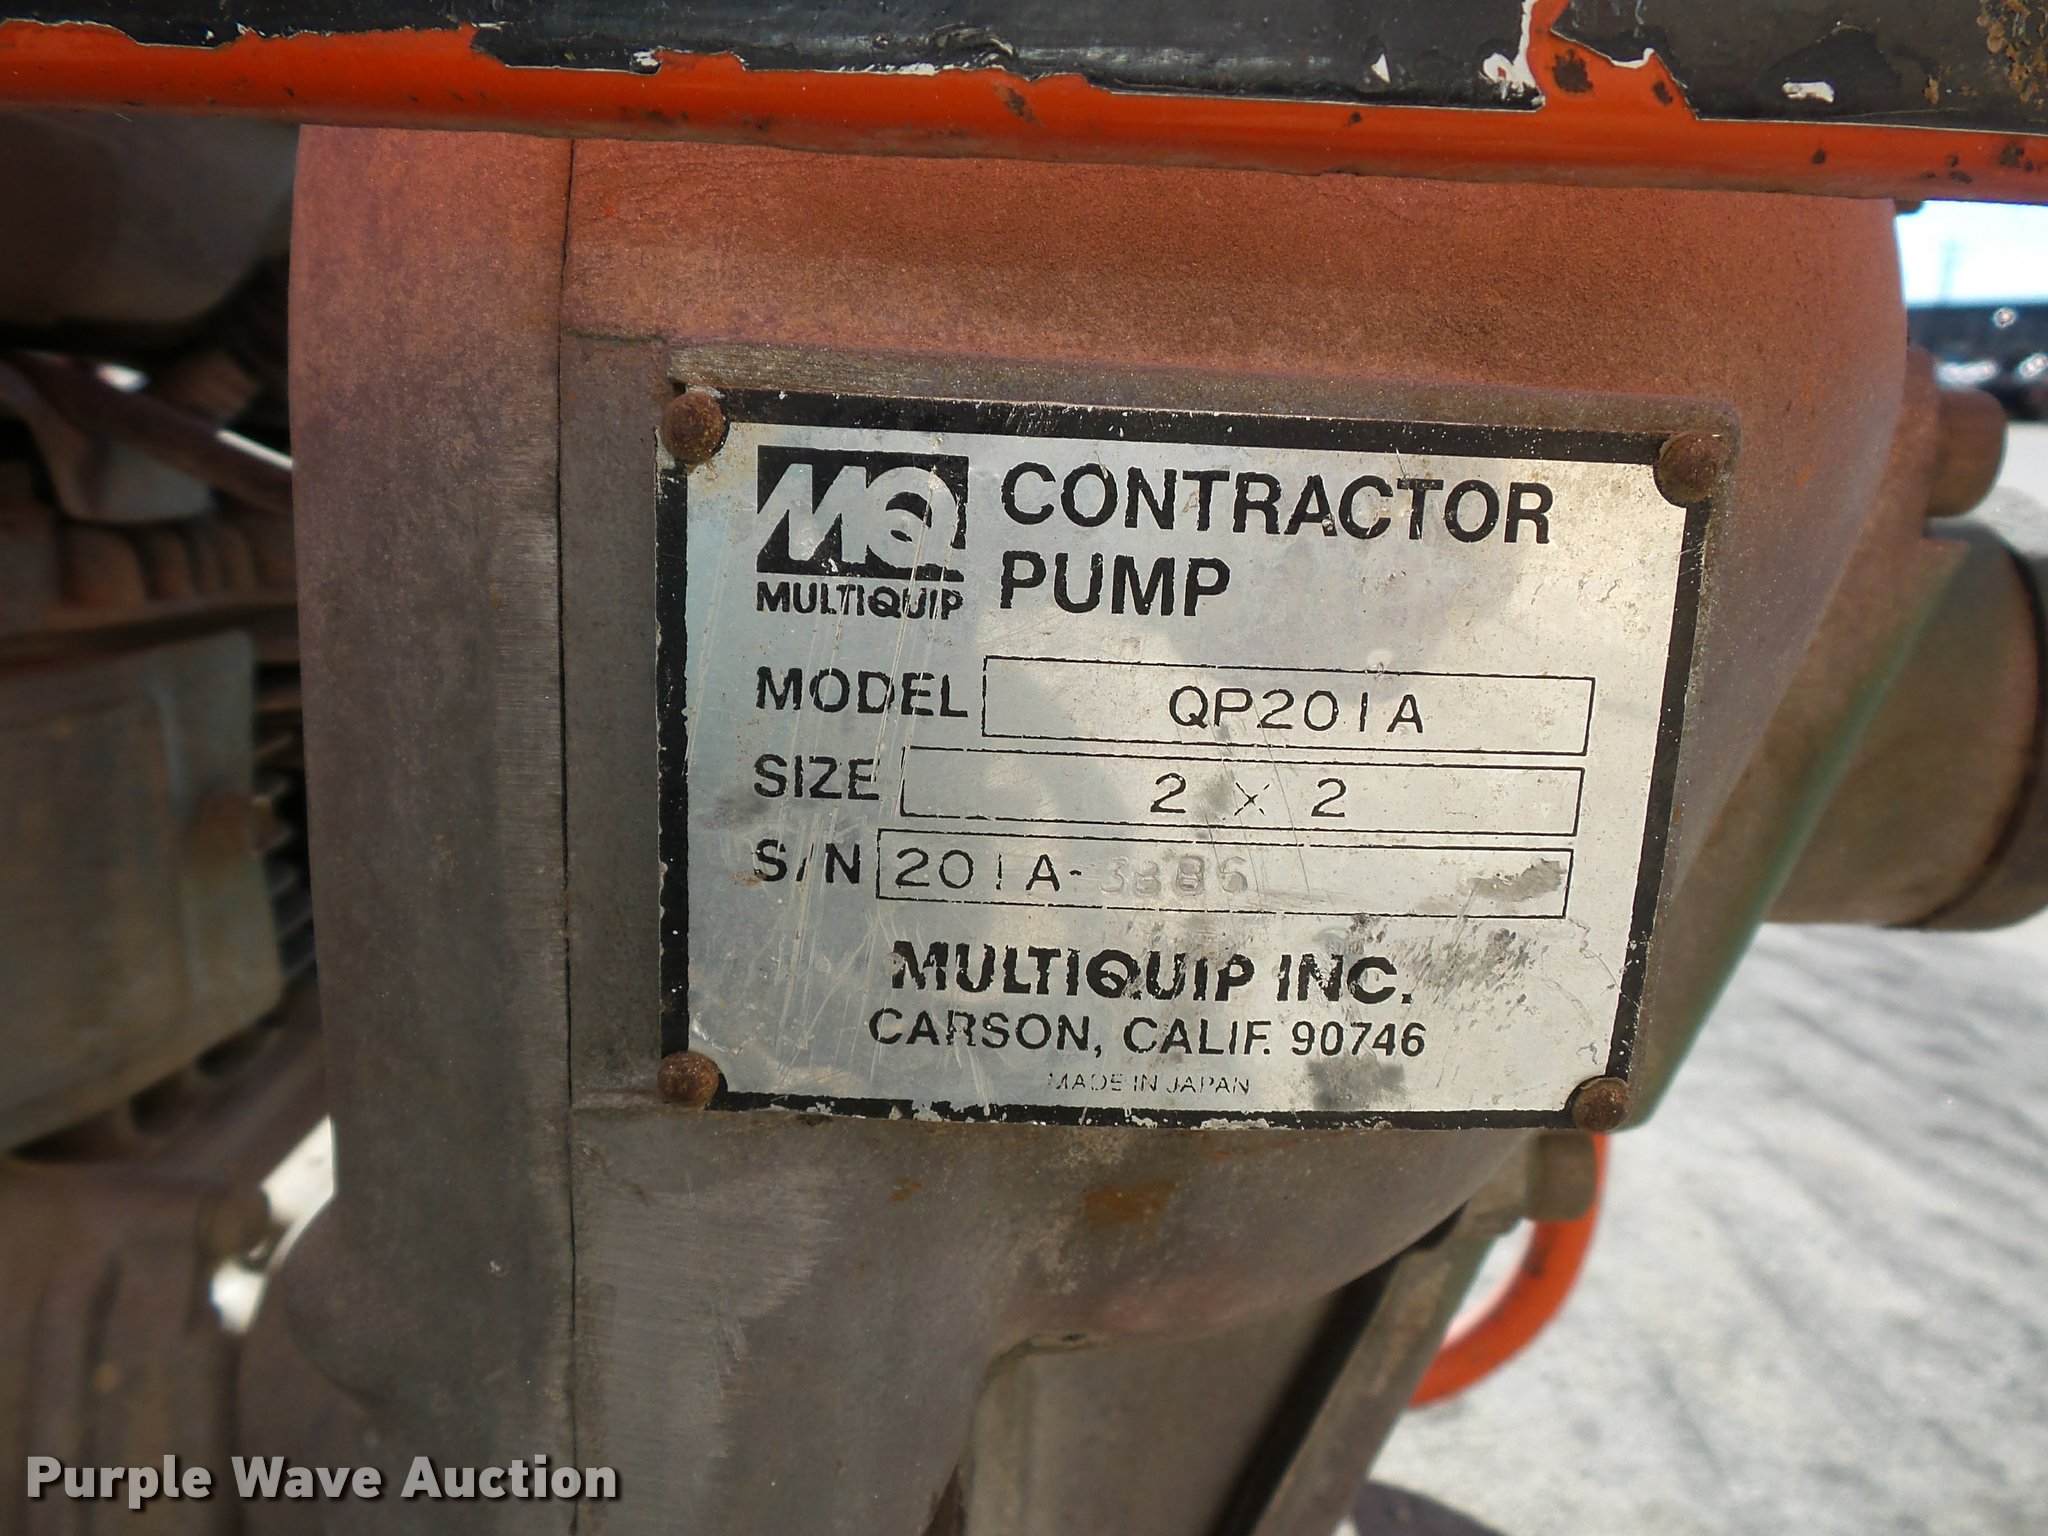 MQ
MULTIQUIP
CONTRACTOR
PUMP
MODEL QP201A
SIZE 2 x 2
S/N 201A-3886
MULTIQUIP INC.
CARSON, CALIF. 90746
MADE IN JAPAN
Purple Wave Auction